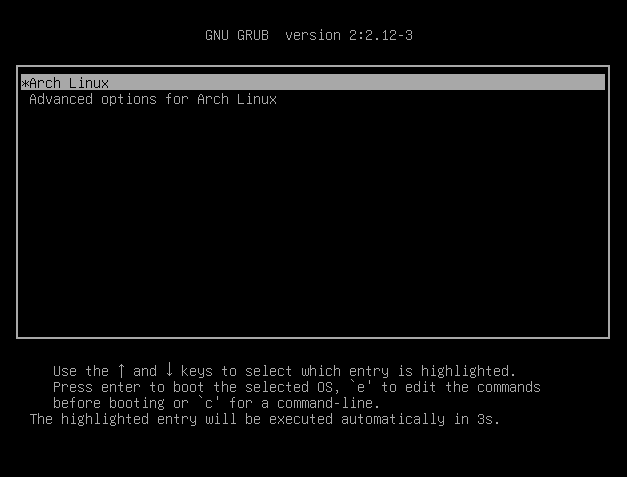 GNU GRUB  version 2:2.12-3
*Arch Linux
Advanced options for Arch Linux
Use the ↑ and ↓ keys to select which entry is highlighted.
Press enter to boot the selected OS, `e' to edit the commands
before booting or `c' for a command-line.
The highlighted entry will be executed automatically in 3s.